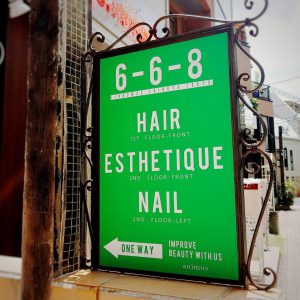 6-6-8
HAIR
1ST FLOOR-FRONT
ESTHETIQUE
2ND FLOOR-FRONT
NAIL
2ND FLOOR-LEFT
ONE WAY
IMPROVE
BEAUTY WITH US
animus